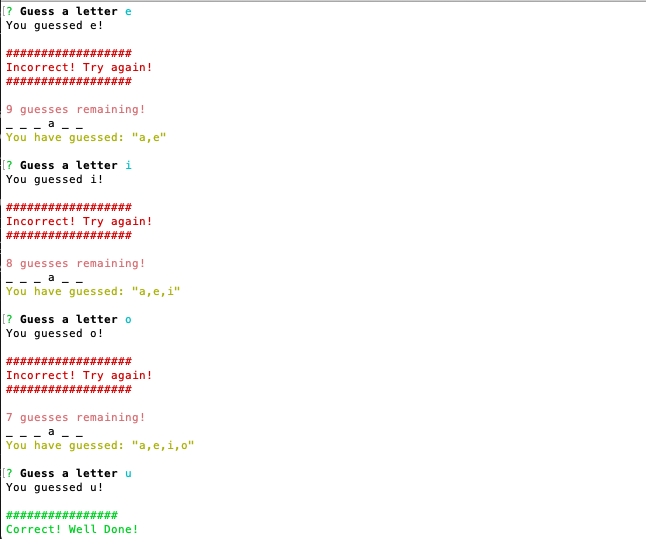 [? Guess a letter e
You guessed e!
##################
Incorrect! Try again!
##################
9 guesses remaining!
_ _ _ a _ _
You have guessed: "a,e"
[? Guess a letter i
You guessed i!
##################
Incorrect! Try again!
##################
8 guesses remaining!
_ _ _ a _ _
You have guessed: "a,e,i"
[? Guess a letter o
You guessed o!
##################
Incorrect! Try again!
##################
7 guesses remaining!
_ _ _ a _ _
You have guessed: "a,e,i,o"
[? Guess a letter u
You guessed u!
################
Correct! Well Done!